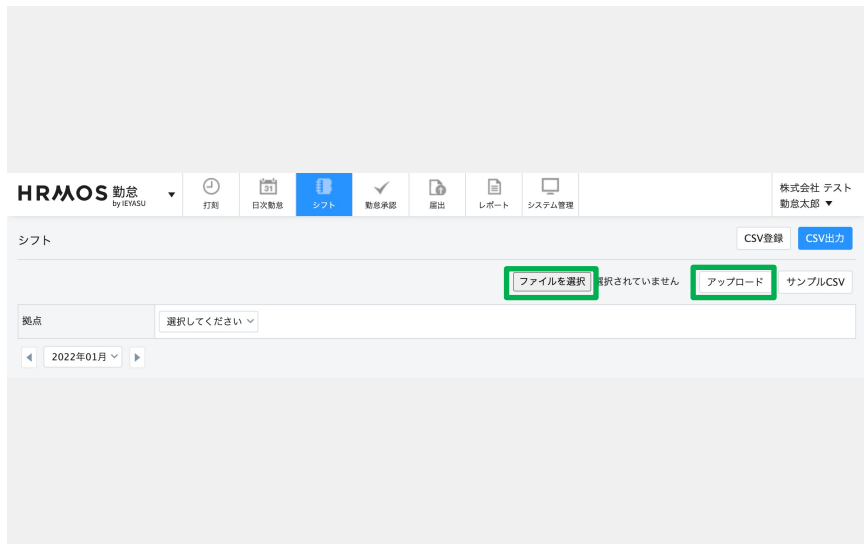 HRMOS 勤怠
by IEYASU
打刻
31
日次勤怠
シフト
勤怠承認
届出
レポート
システム管理
株式会社 テスト
勤怠太郎 ▼
シフト
CSV登録
CSV出力
ファイルを選択 選択されていません
アップロード
サンプルCSV
拠点
選択してください
2022年01月